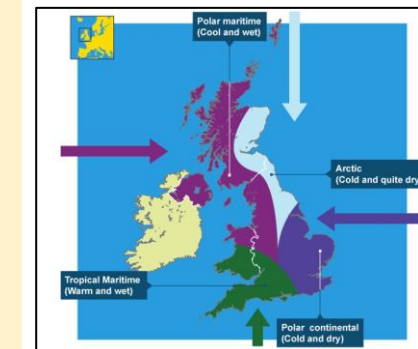 Polar maritime
(Cool and wet)
Arctic
(Cold and quite dry
Tropical Maritime
(Warm and wet)
Polar continental
(Cold and dry)